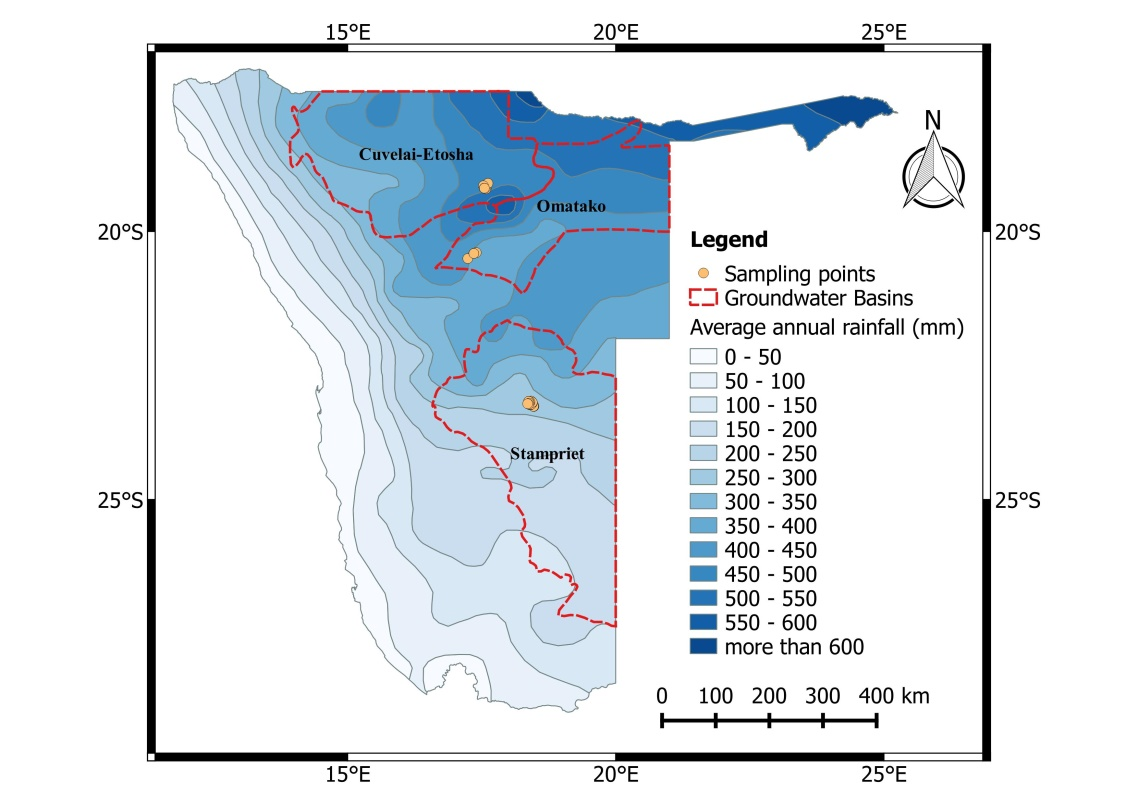 15°E 20°E 25°E
N
Cuvelai-Etosha
Omatako
20°S 20°S
Legend
Sampling points
Groundwater Basins
Average annual rainfall (mm)
0 - 50
50 - 100
100 - 150
150 - 200
200 - 250
250 - 300
300 - 350
350 - 400
400 - 450
450 - 500
500 - 550
550 - 600
more than 600
Stampriet
25°S 25°S
0 100 200 300 400 km
15°E 20°E 25°E